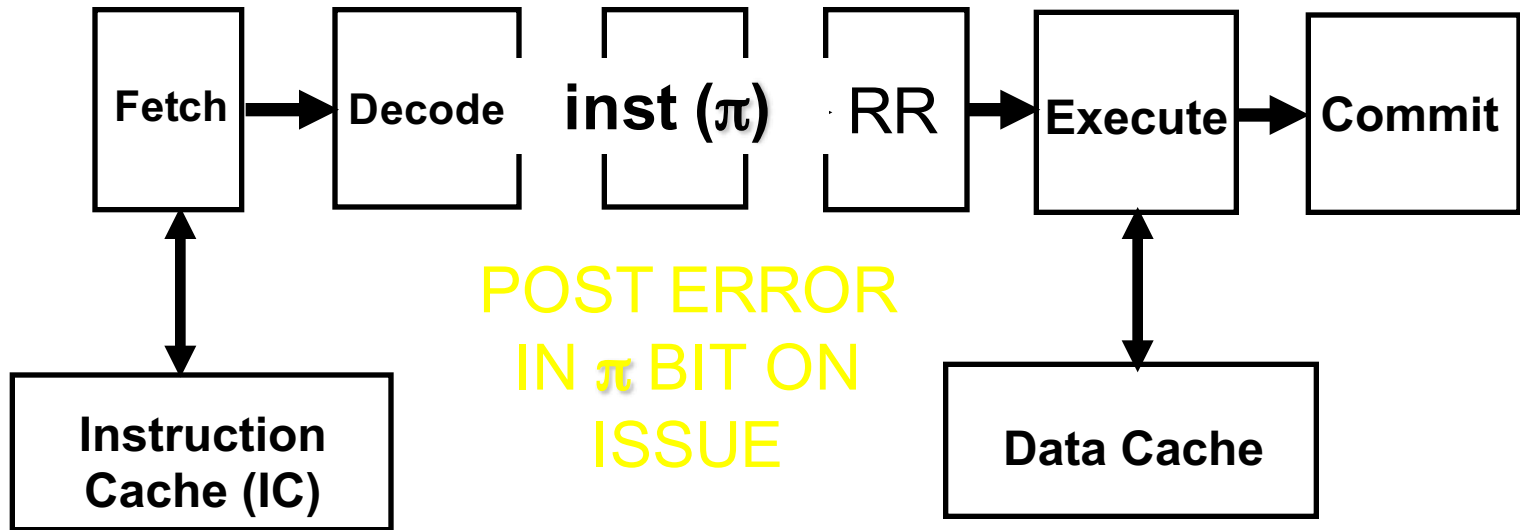 Fetch
Decode
inst (π)
RR
Execute
Commit
POST ERROR
IN π BIT ON
ISSUE
Instruction
Cache (IC)
Data Cache